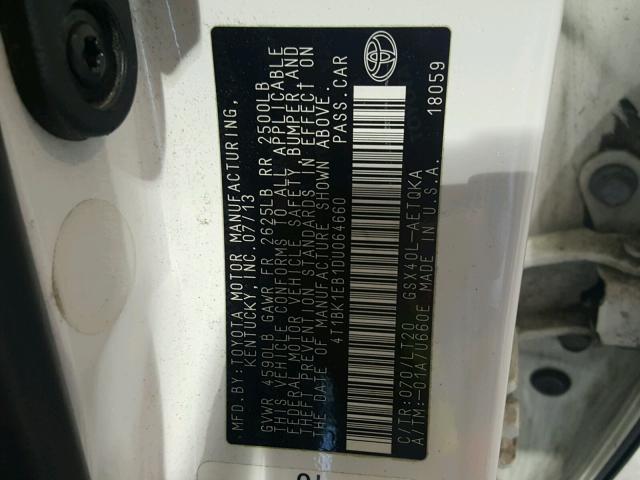 MFD.BY:TOYOTA MOTOR MANUFACTURING,
KENTUCKY, INC. 07/13
GVWR 4590LB GAWR FR 2625LB RR 2500LB
THIS VEHICLE CONFORMS TO ALL APPLICABLE
FEDERAL MOTOR VEHICLE SAFETY, BUMPER, AND
THEFT PREVENTION STANDARDS IN EFFECT ON
THE DATE OF MANUFACTURE SHOWN ABOVE.
4T1BK1EB1DU064660 PASS.CAR
C/TR:070/LT20 GSX40L-AETQKA
A/TM:-01A/U660E MADE IN U.S.A. 18059